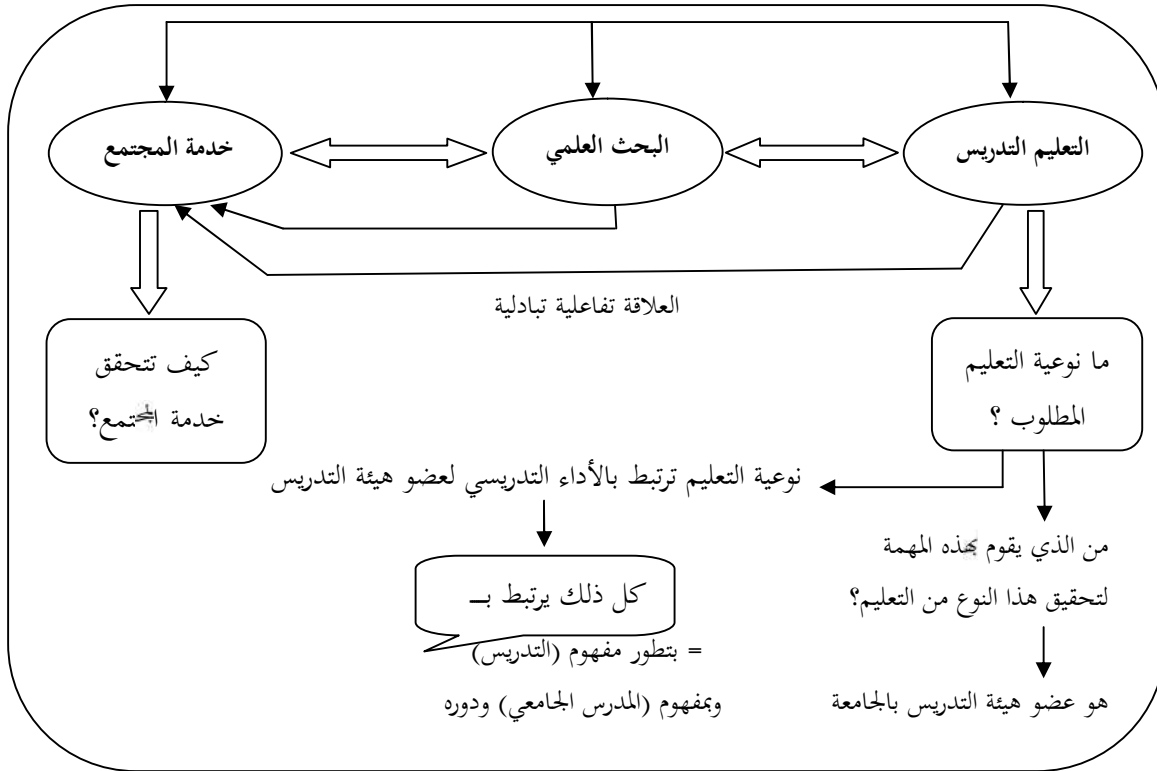 التعليم التدريس
البحث العلمي
خدمة المجتمع
العلاقة تفاعلية تبادلية
ما نوعية التعليم
المطلوب ؟
كيف تتحقق
خدمة المجتمع؟
نوعية التعليم ترتبط بالأداء التدريسي لعضو هيئة التدريس
من الذي يقوم بهذه المهمة
لتحقيق هذا النوع من التعليم؟
كل ذلك يرتبط بـــ
= بتطور مفهوم (التدريس)
وبمفهوم (المدرس الجامعي) ودوره
هو عضو هيئة التدريس بالجامعة